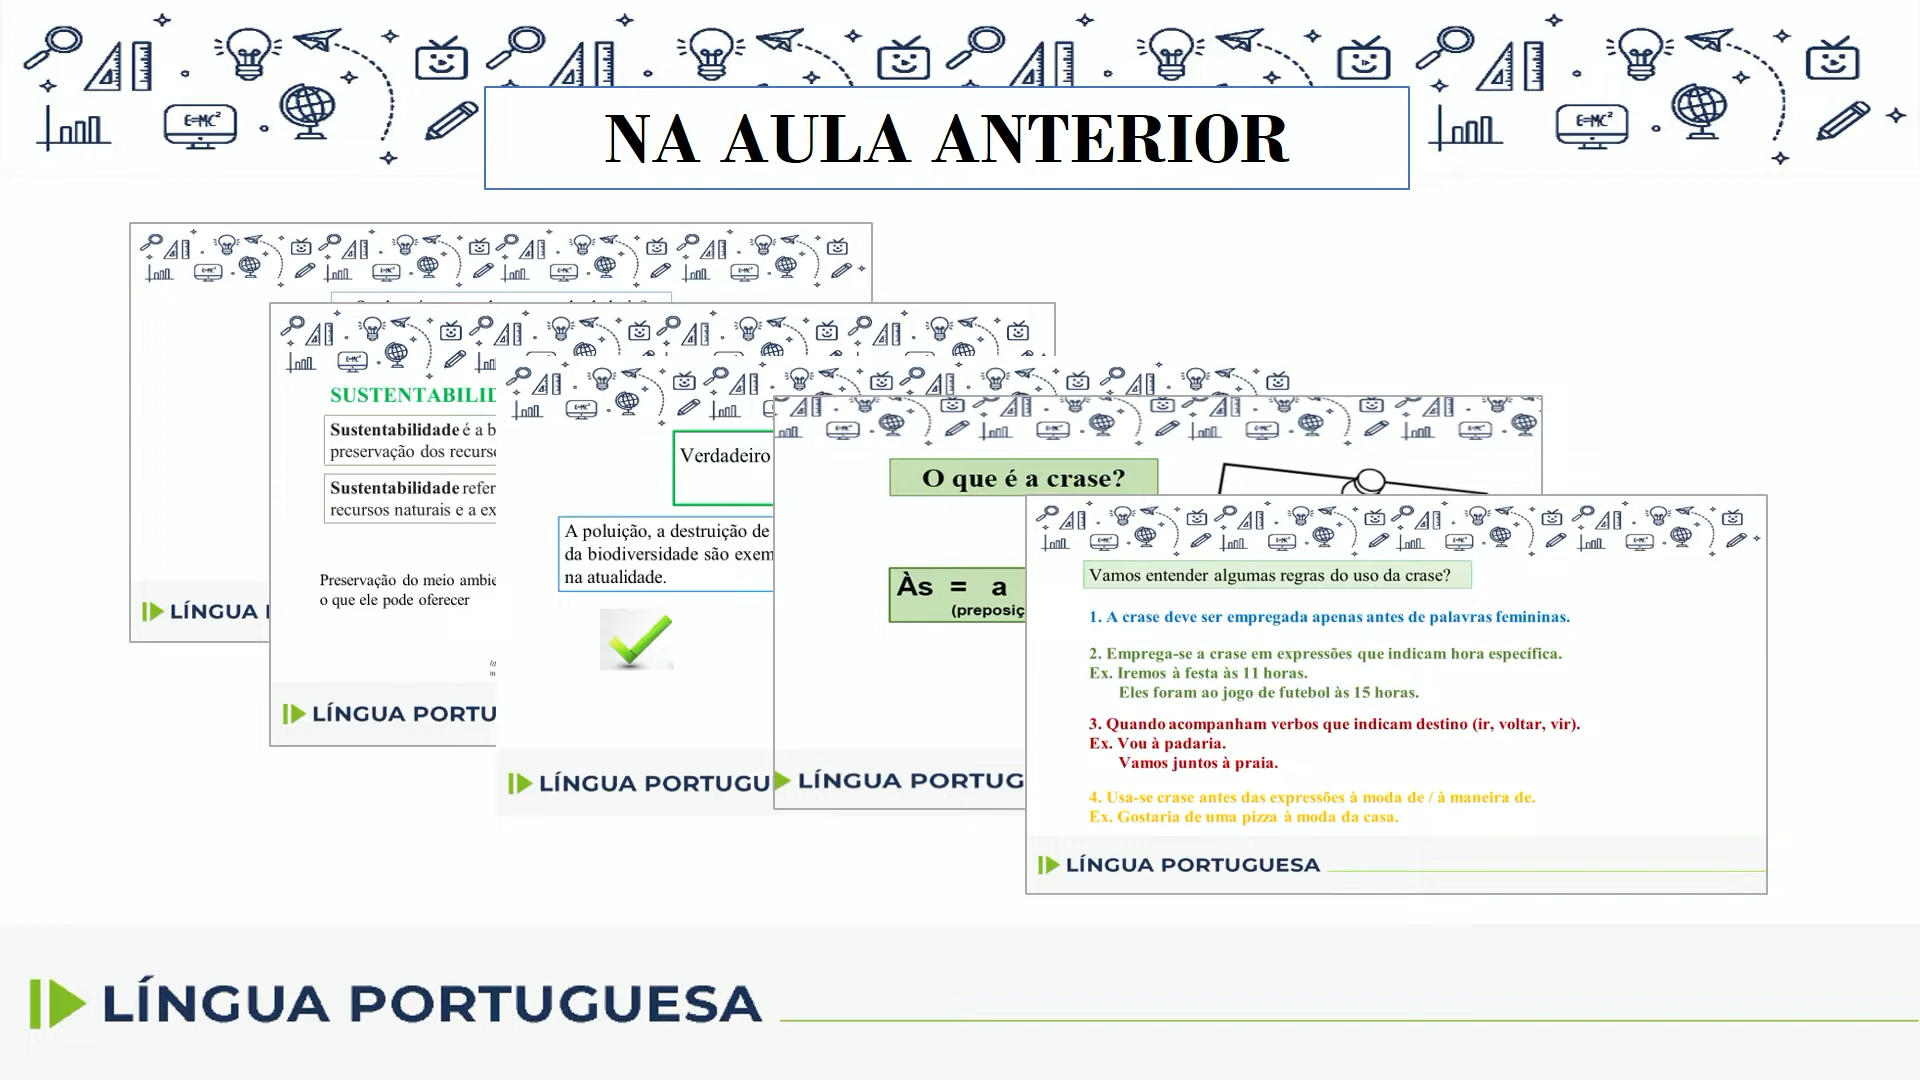 NA AULA ANTERIOR
LÍNGUA
SUSTENTABILID
Sustentabilidade é a b
preservação dos recurs
Sustentabilidade refer
recursos naturais e a ex
Preservação do meio ambie
o que ele pode oferecer
LÍNGUA PORTU
Verdadeiro
A poluição, a destruição de
da biodiversidade são exem
na atualidade.
LÍNGUA PORTUGU
O que é a crase?
Às = a
(preposiç
LÍNGUA PORTUG
Vamos entender algumas regras do uso da crase?
1. A crase deve ser empregada apenas antes de palavras femininas.
2. Emprega-se a crase em expressões que indicam hora específica.
Ex. Iremos à festa às 11 horas.
Eles foram ao jogo de futebol às 15 horas.
3. Quando acompanham verbos que indicam destino (ir, voltar, vir).
Ex. Vou à padaria.
Vamos juntos à praia.
4. Usa-se crase antes das expressões à moda de / à maneira de.
Ex. Gostaria de uma pizza à moda da casa.
LÍNGUA PORTUGUESA
LÍNGUA PORTUGUESA